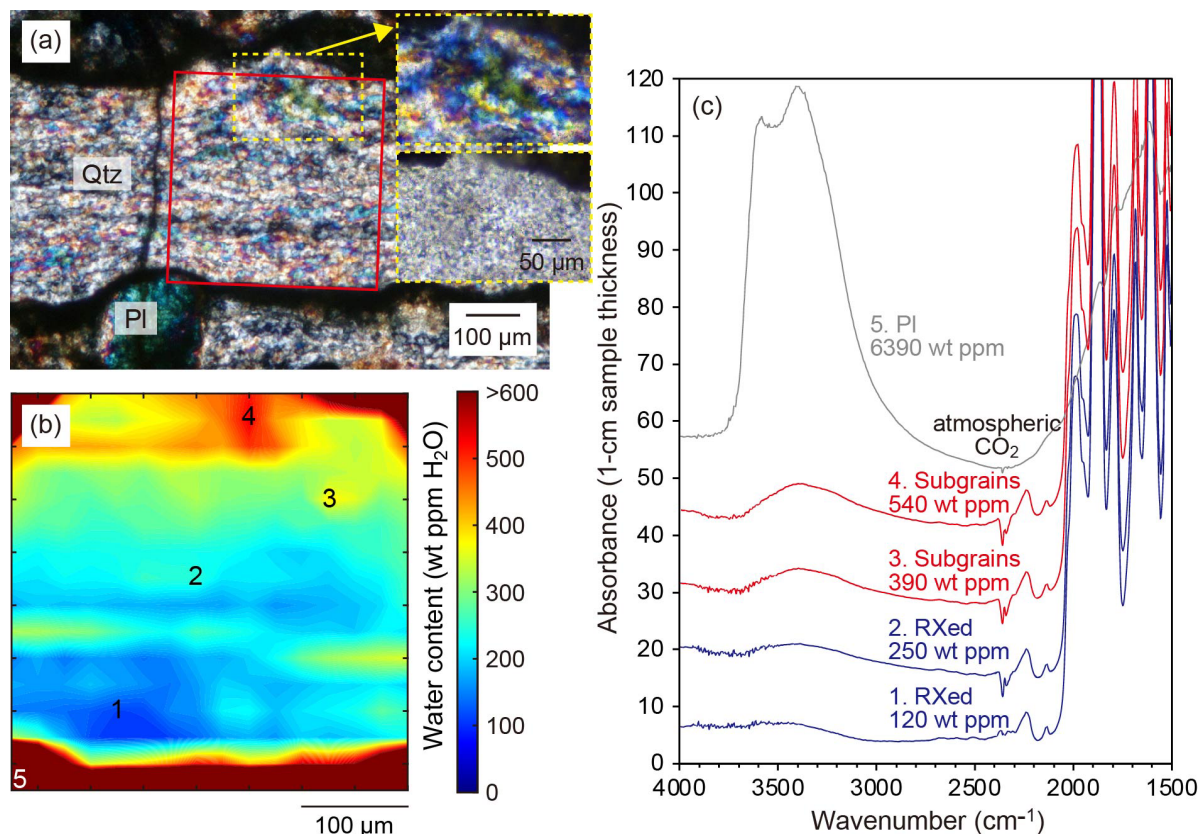 (a)
Qtz
Pl
50 µm
100 µm
(b)
4
3
2
1
5
100 µm
>600
500
400
300
200
100
0
Water content (wt ppm H₂O)
(c)
120
110
100
90
80
70
60
50
40
30
20
10
0
Absorbance (1-cm sample thickness)
5. Pl
6390 wt ppm
atmospheric
CO₂
4. Subgrains
540 wt ppm
3. Subgrains
390 wt ppm
2. RXed
250 wt ppm
1. RXed
120 wt ppm
4000 3500 3000 2500 2000 1500
Wavenumber (cm⁻¹)